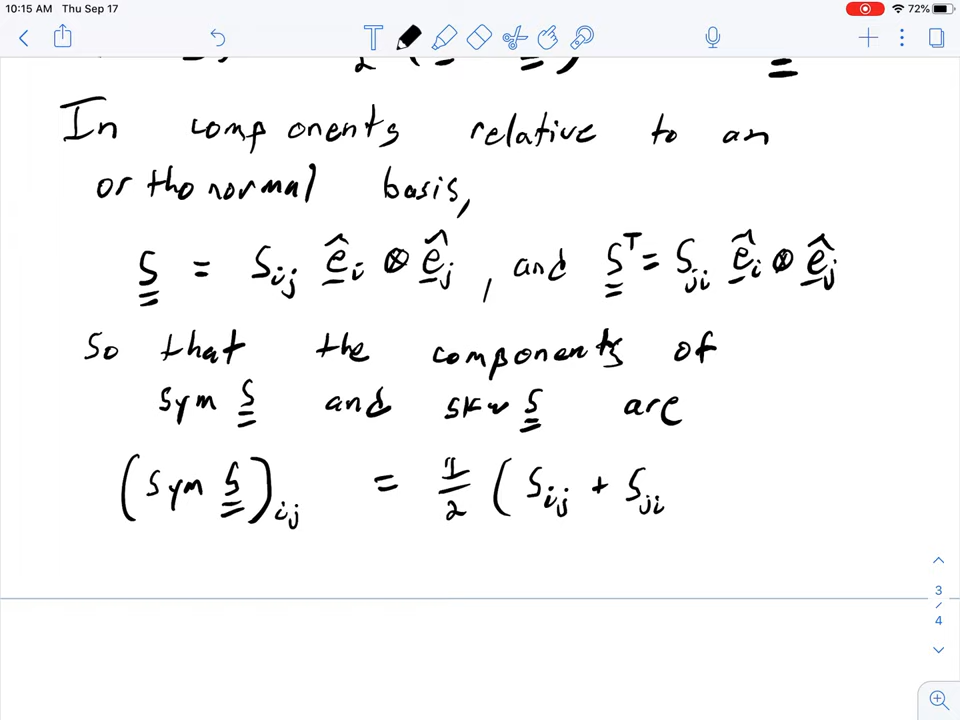 10:15 AM Thu Sep 17
72%
T
2 (
)
In components relative to an
orthonormal basis,
S = Sij êi ⊗ êj, and S^T = Sji êi ⊗ êj
So that the components of
sym S and skw S are
(sym S)ij = 1/2 (Sij + Sji
3
/
4